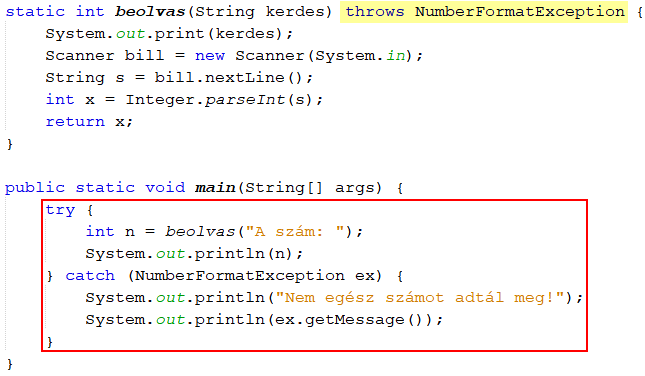 static int beolvas(String kerdes) throws NumberFormatException {
    System.out.print(kerdes);
    Scanner bill = new Scanner(System.in);
    String s = bill.nextLine();
    int x = Integer.parseInt(s);
    return x;
}

public static void main(String[] args) {
    try {
        int n = beolvas("A szám: ");
        System.out.println(n);
    } catch (NumberFormatException ex) {
        System.out.println("Nem egész számot adtál meg!");
        System.out.println(ex.getMessage());
    }
}